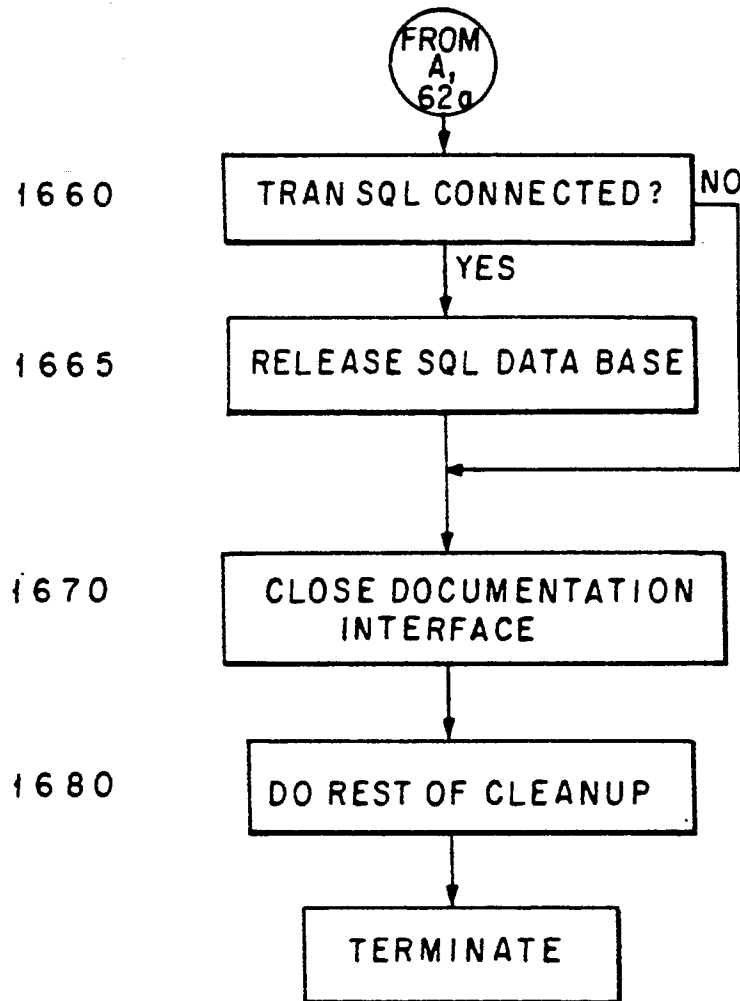 FROM
A,
62a
1660
TRAN SQL CONNECTED?
NO
YES
1665
RELEASE SQL DATA BASE
1670
CLOSE DOCUMENTATION
INTERFACE
1680
DO REST OF CLEANUP
TERMINATE